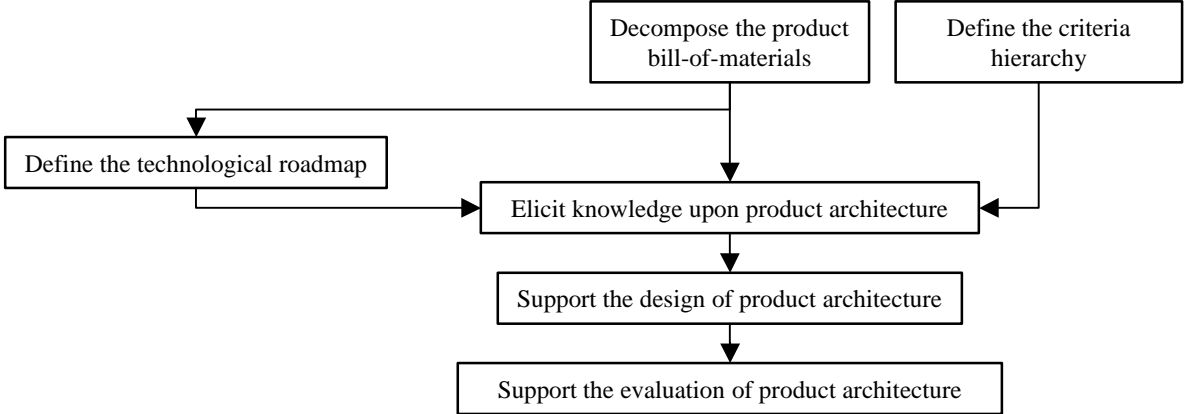 Decompose the product
bill-of-materials
Define the criteria
hierarchy
Define the technological roadmap
Elicit knowledge upon product architecture
Support the design of product architecture
Support the evaluation of product architecture